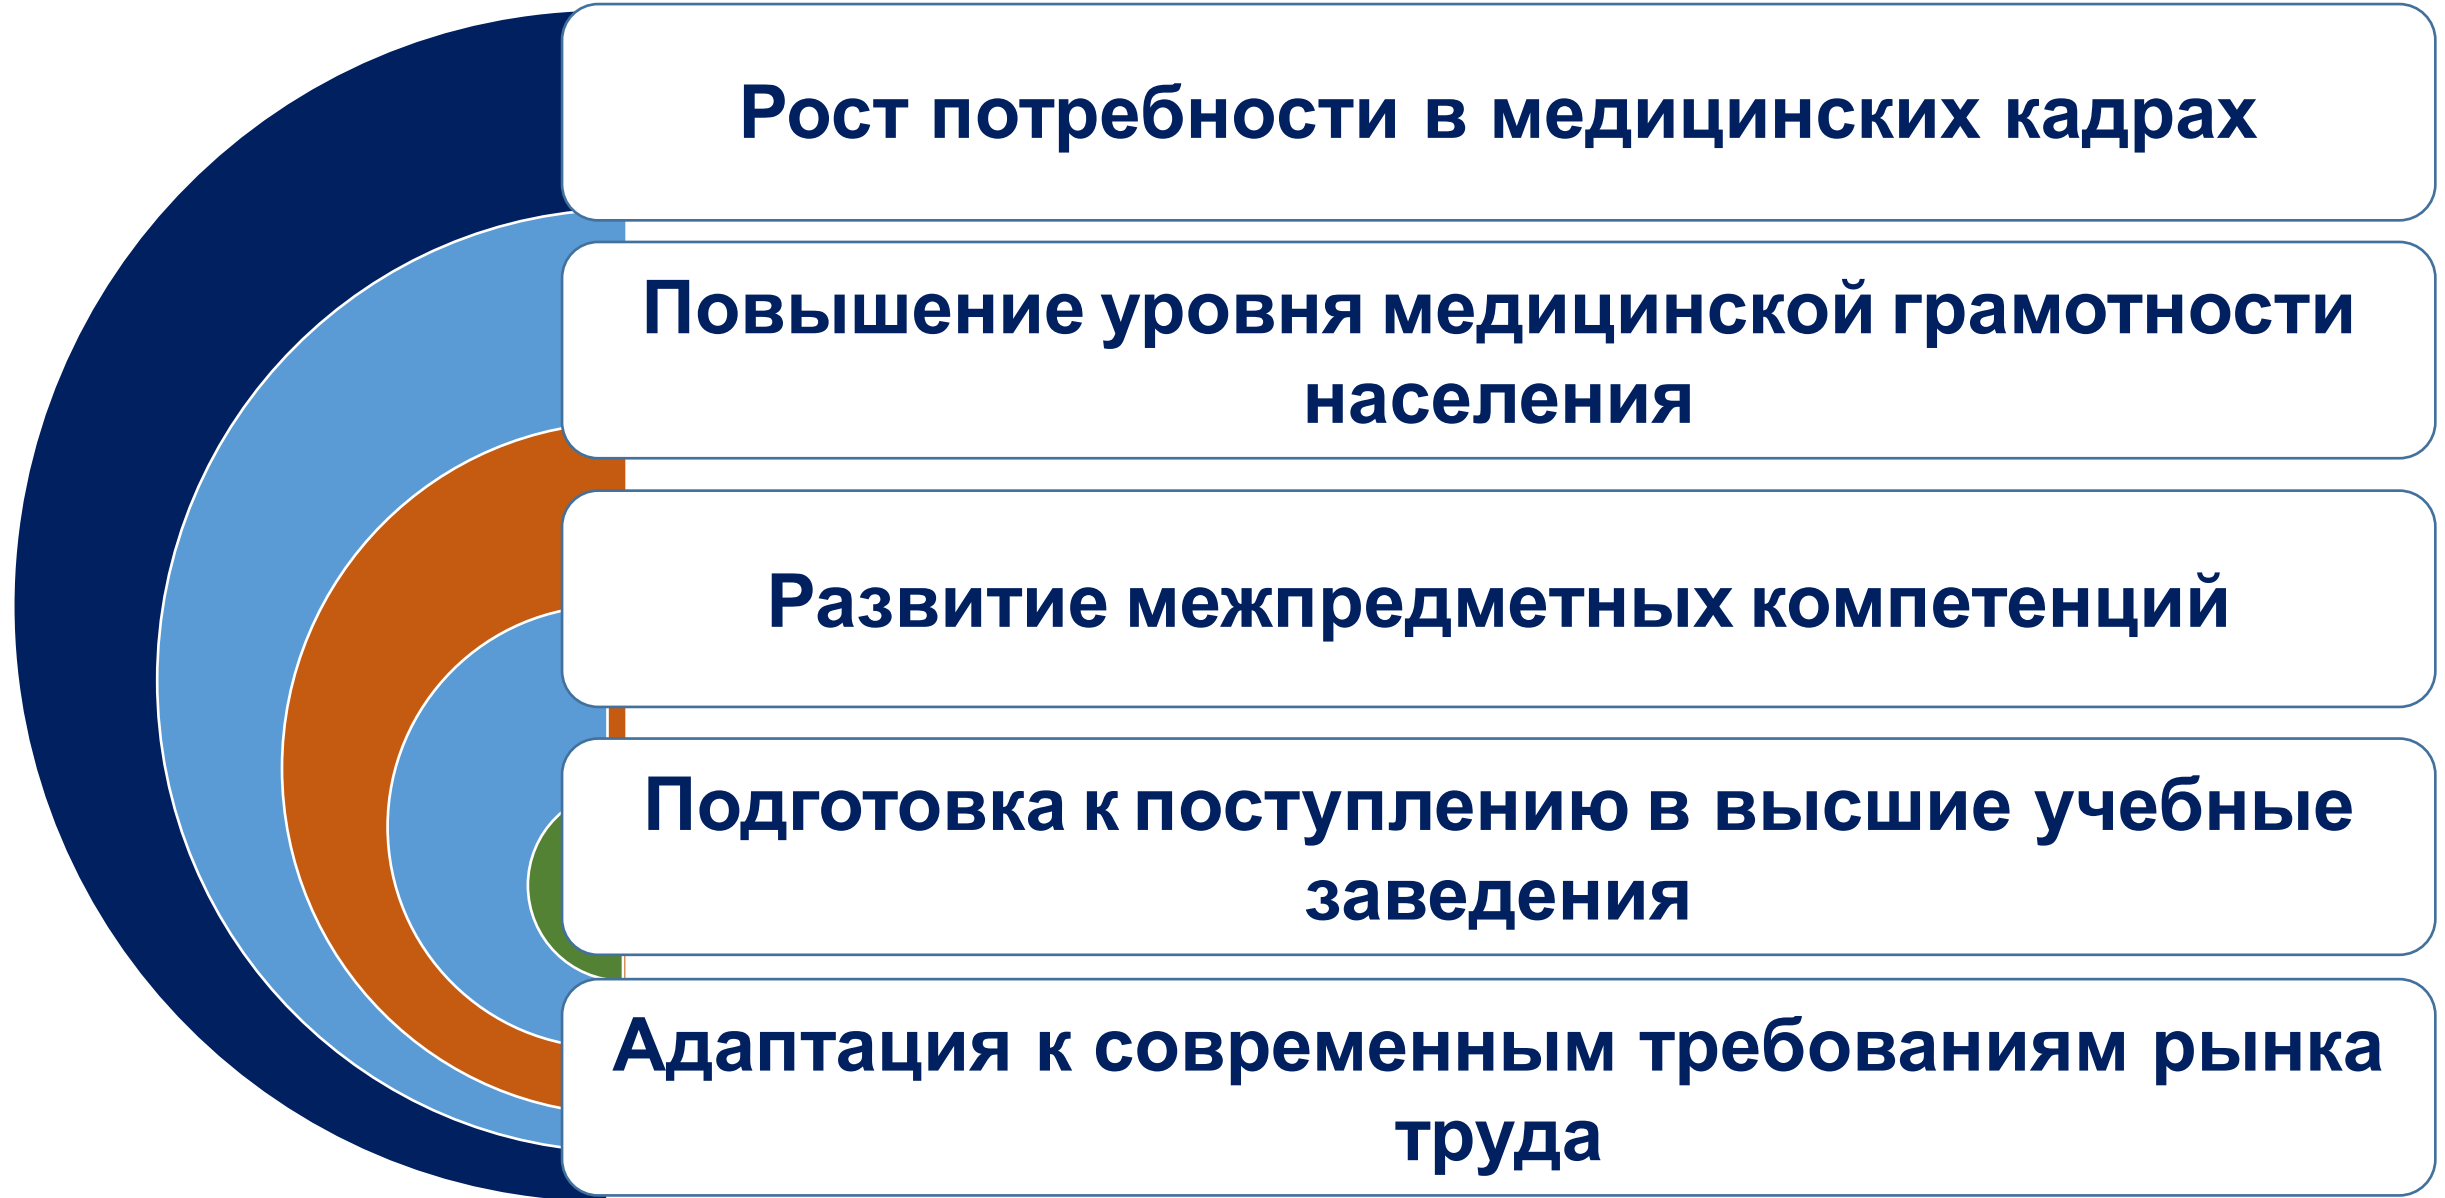 Рост потребности в медицинских кадрах
Повышение уровня медицинской грамотности
населения
Развитие межпредметных компетенций
Подготовка к поступлению в высшие учебные
заведения
Адаптация к современным требованиям рынка
труда